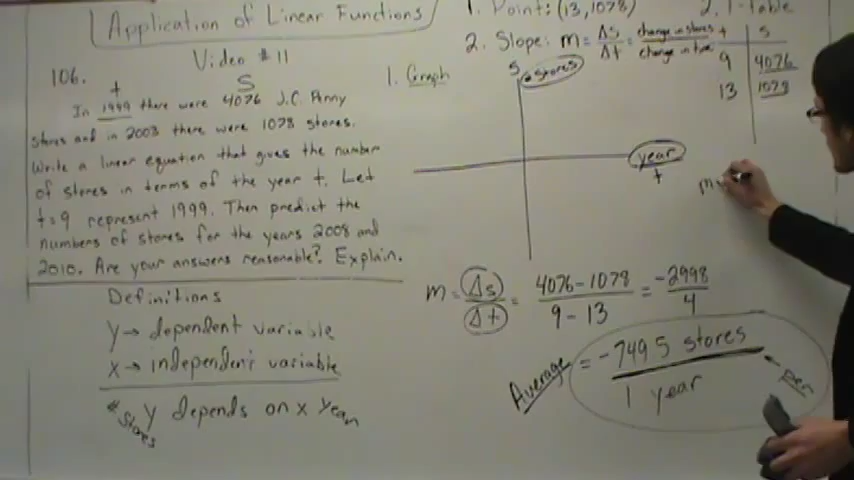 Application of Linear Functions
Video #11
106.
t
S
In 1999 there were 4076 J.C. Penny
stores and in 2003 there were 1078 stores.
Write a linear equation that gives the number
of stores in terms of the year t. Let
t=9 represent 1999. Then predict the
numbers of stores for the years 2008 and
2010. Are your answers reasonable? Explain.
Definitions
y→ dependent variable
x→ independent variable
# stores y depends on x year
1. Point: (13,1078)
2. Slope: m = Δs/Δt = change in stores/change in time
1. Graph
S
stores
year
t
2. T-table
t S
9 4076
13 1078
m=
m = Δs/Δt = 4076-1078/9-13 = -2998/4
Average = -749.5 stores/1 year
per